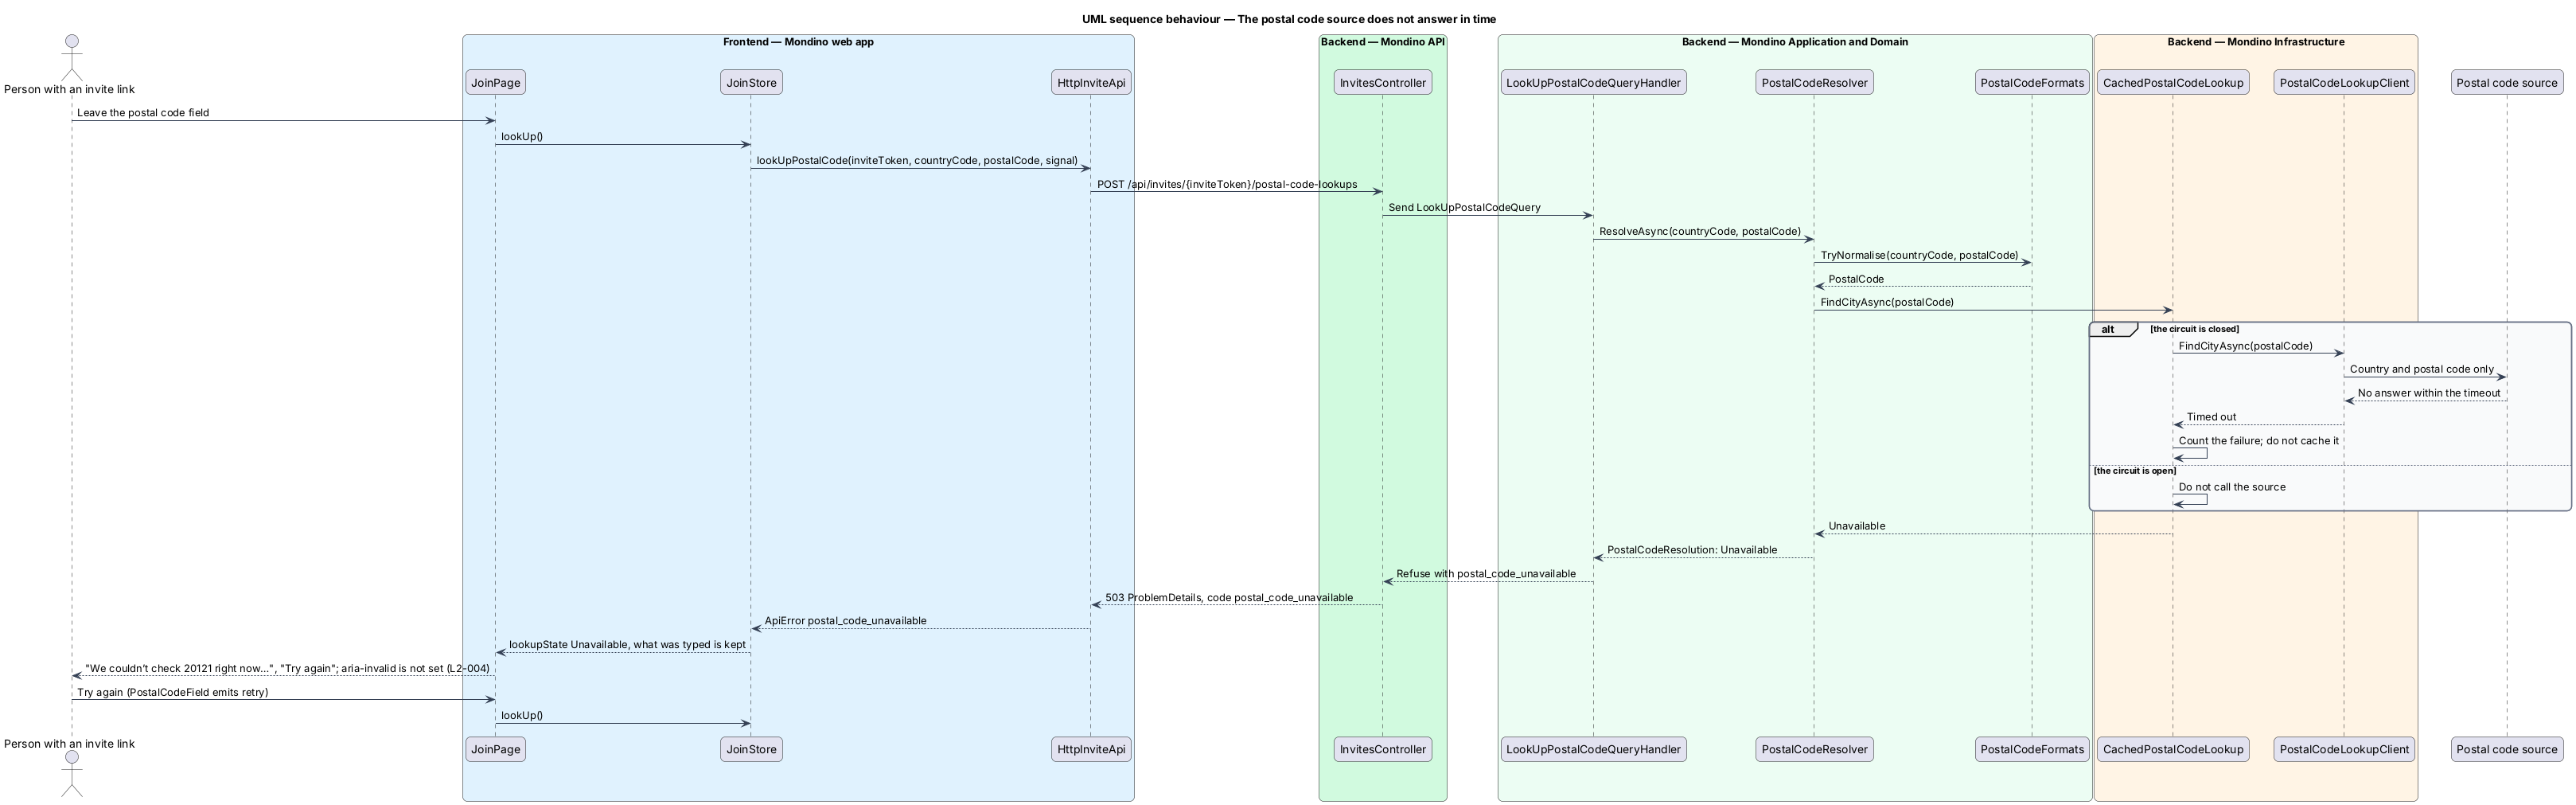 UML sequence behaviour — The postal code source does not answer in time
Frontend — Mondino web app
Backend — Mondino API
Backend — Mondino Application and Domain
Backend — Mondino Infrastructure
Person with an invite link
JoinPage
JoinStore
HttpInviteApi
InvitesController
LookUpPostalCodeQueryHandler
PostalCodeResolver
PostalCodeFormats
CachedPostalCodeLookup
PostalCodeLookupClient
Postal code source
Leave the postal code field
lookUp()
lookUpPostalCode(inviteToken, countryCode, postalCode, signal)
POST /api/invites/{inviteToken}/postal-code-lookups
Send LookUpPostalCodeQuery
ResolveAsync(countryCode, postalCode)
TryNormalise(countryCode, postalCode)
PostalCode
FindCityAsync(postalCode)
alt [the circuit is closed]
FindCityAsync(postalCode)
Country and postal code only
No answer within the timeout
Timed out
Count the failure; do not cache it
[the circuit is open]
Do not call the source
Unavailable
PostalCodeResolution: Unavailable
Refuse with postal_code_unavailable
503 ProblemDetails, code postal_code_unavailable
ApiError postal_code_unavailable
lookupState Unavailable, what was typed is kept
"We couldn't check 20121 right now…", "Try again"; aria-invalid is not set (L2-004)
Try again (PostalCodeField emits retry)
lookUp()
Person with an invite link
JoinPage
JoinStore
HttpInviteApi
InvitesController
LookUpPostalCodeQueryHandler
PostalCodeResolver
PostalCodeFormats
CachedPostalCodeLookup
PostalCodeLookupClient
Postal code source